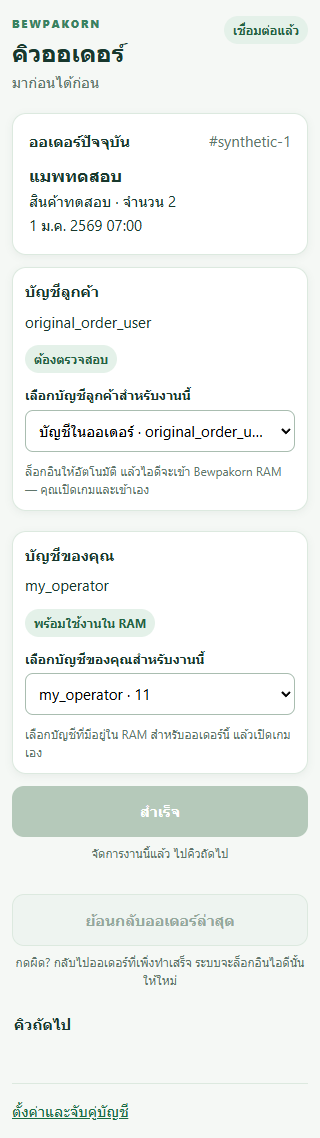 BEWPAKORN
คิวออเดอร์
มาก่อนได้ก่อน
เชื่อมต่อแล้ว
ออเดอร์ปัจจุบัน
#synthetic-1
แมพทดสอบ
สินค้าทดสอบ · จำนวน 2
1 ม.ค. 2569 07:00
บัญชีลูกค้า
original_order_user
ต้องตรวจสอบ
เลือกบัญชีลูกค้าสำหรับงานนี้
บัญชีในออเดอร์ · original_order_u...
ล็อกอินให้อัตโนมัติ แล้วไอดีจะเข้า Bewpakorn RAM
— คุณเปิดเกมและเข้าเอง
บัญชีของคุณ
my_operator
พร้อมใช้งานใน RAM
เลือกบัญชีของคุณสำหรับงานนี้
my_operator · 11
เลือกบัญชีที่มีอยู่ใน RAM สำหรับออเดอร์นี้ แล้วเปิดเกม
เอง
สำเร็จ
จัดการงานนี้แล้ว ไปคิวถัดไป
ย้อนกลับออเดอร์ล่าสุด
กดผิด? กลับไปออเดอร์ที่เพิ่งทำเสร็จ ระบบจะล็อกอินไอดีนั้น
ให้ใหม่
คิวถัดไป
ตั้งค่าและจับคู่บัญชี